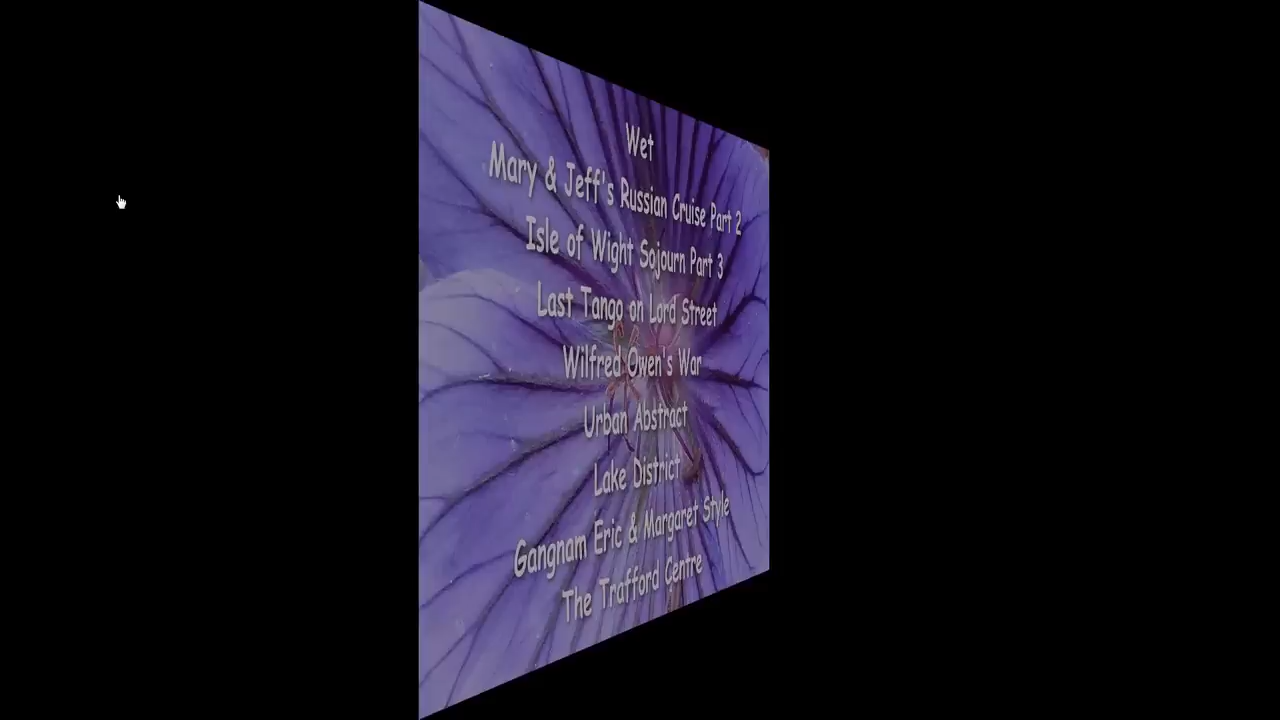 Wet
Mary & Jeff's Russian Cruise Part 2
Isle of Wight Sojourn Part 3
Last Tango on Lord Street
Wilfred Owen's War
Urban Abstract
Lake District
Gangnam Eric & Margaret Style
The Trafford Centre